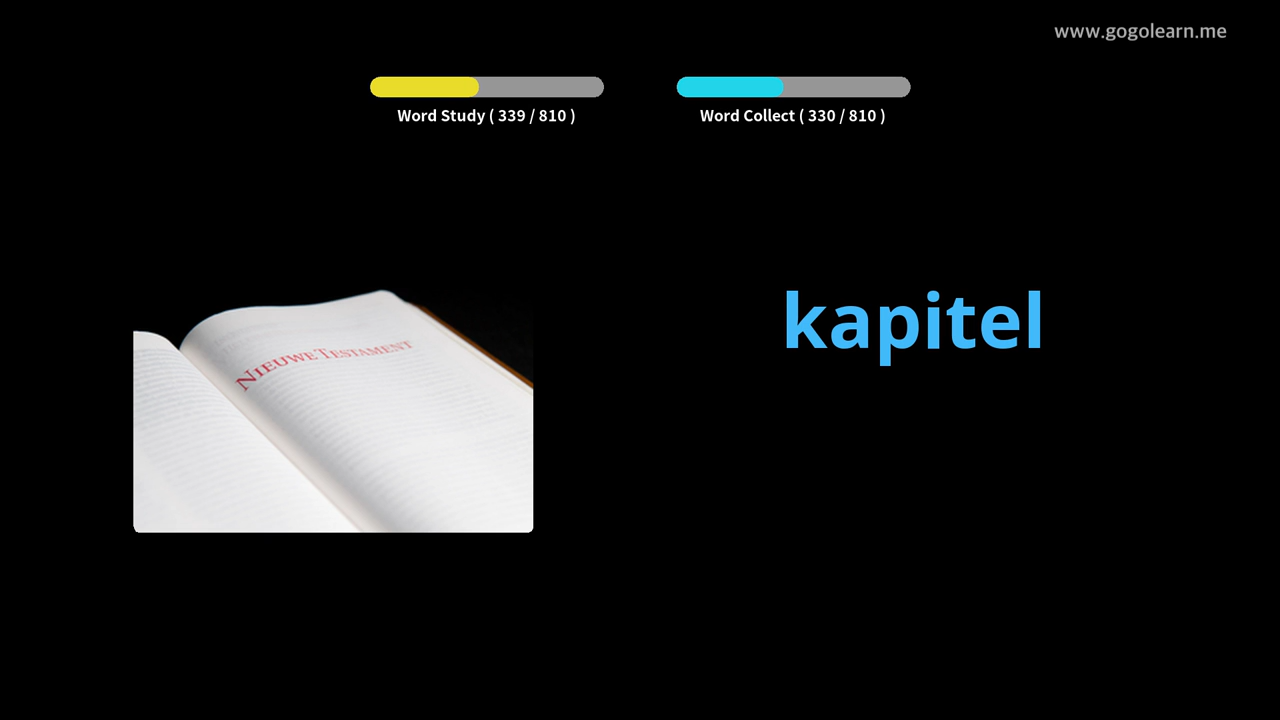 www.gogolearn.me
Word Study ( 339 / 810 )
Word Collect ( 330 / 810 )
kapitel
NIEUWE TESTAMENT